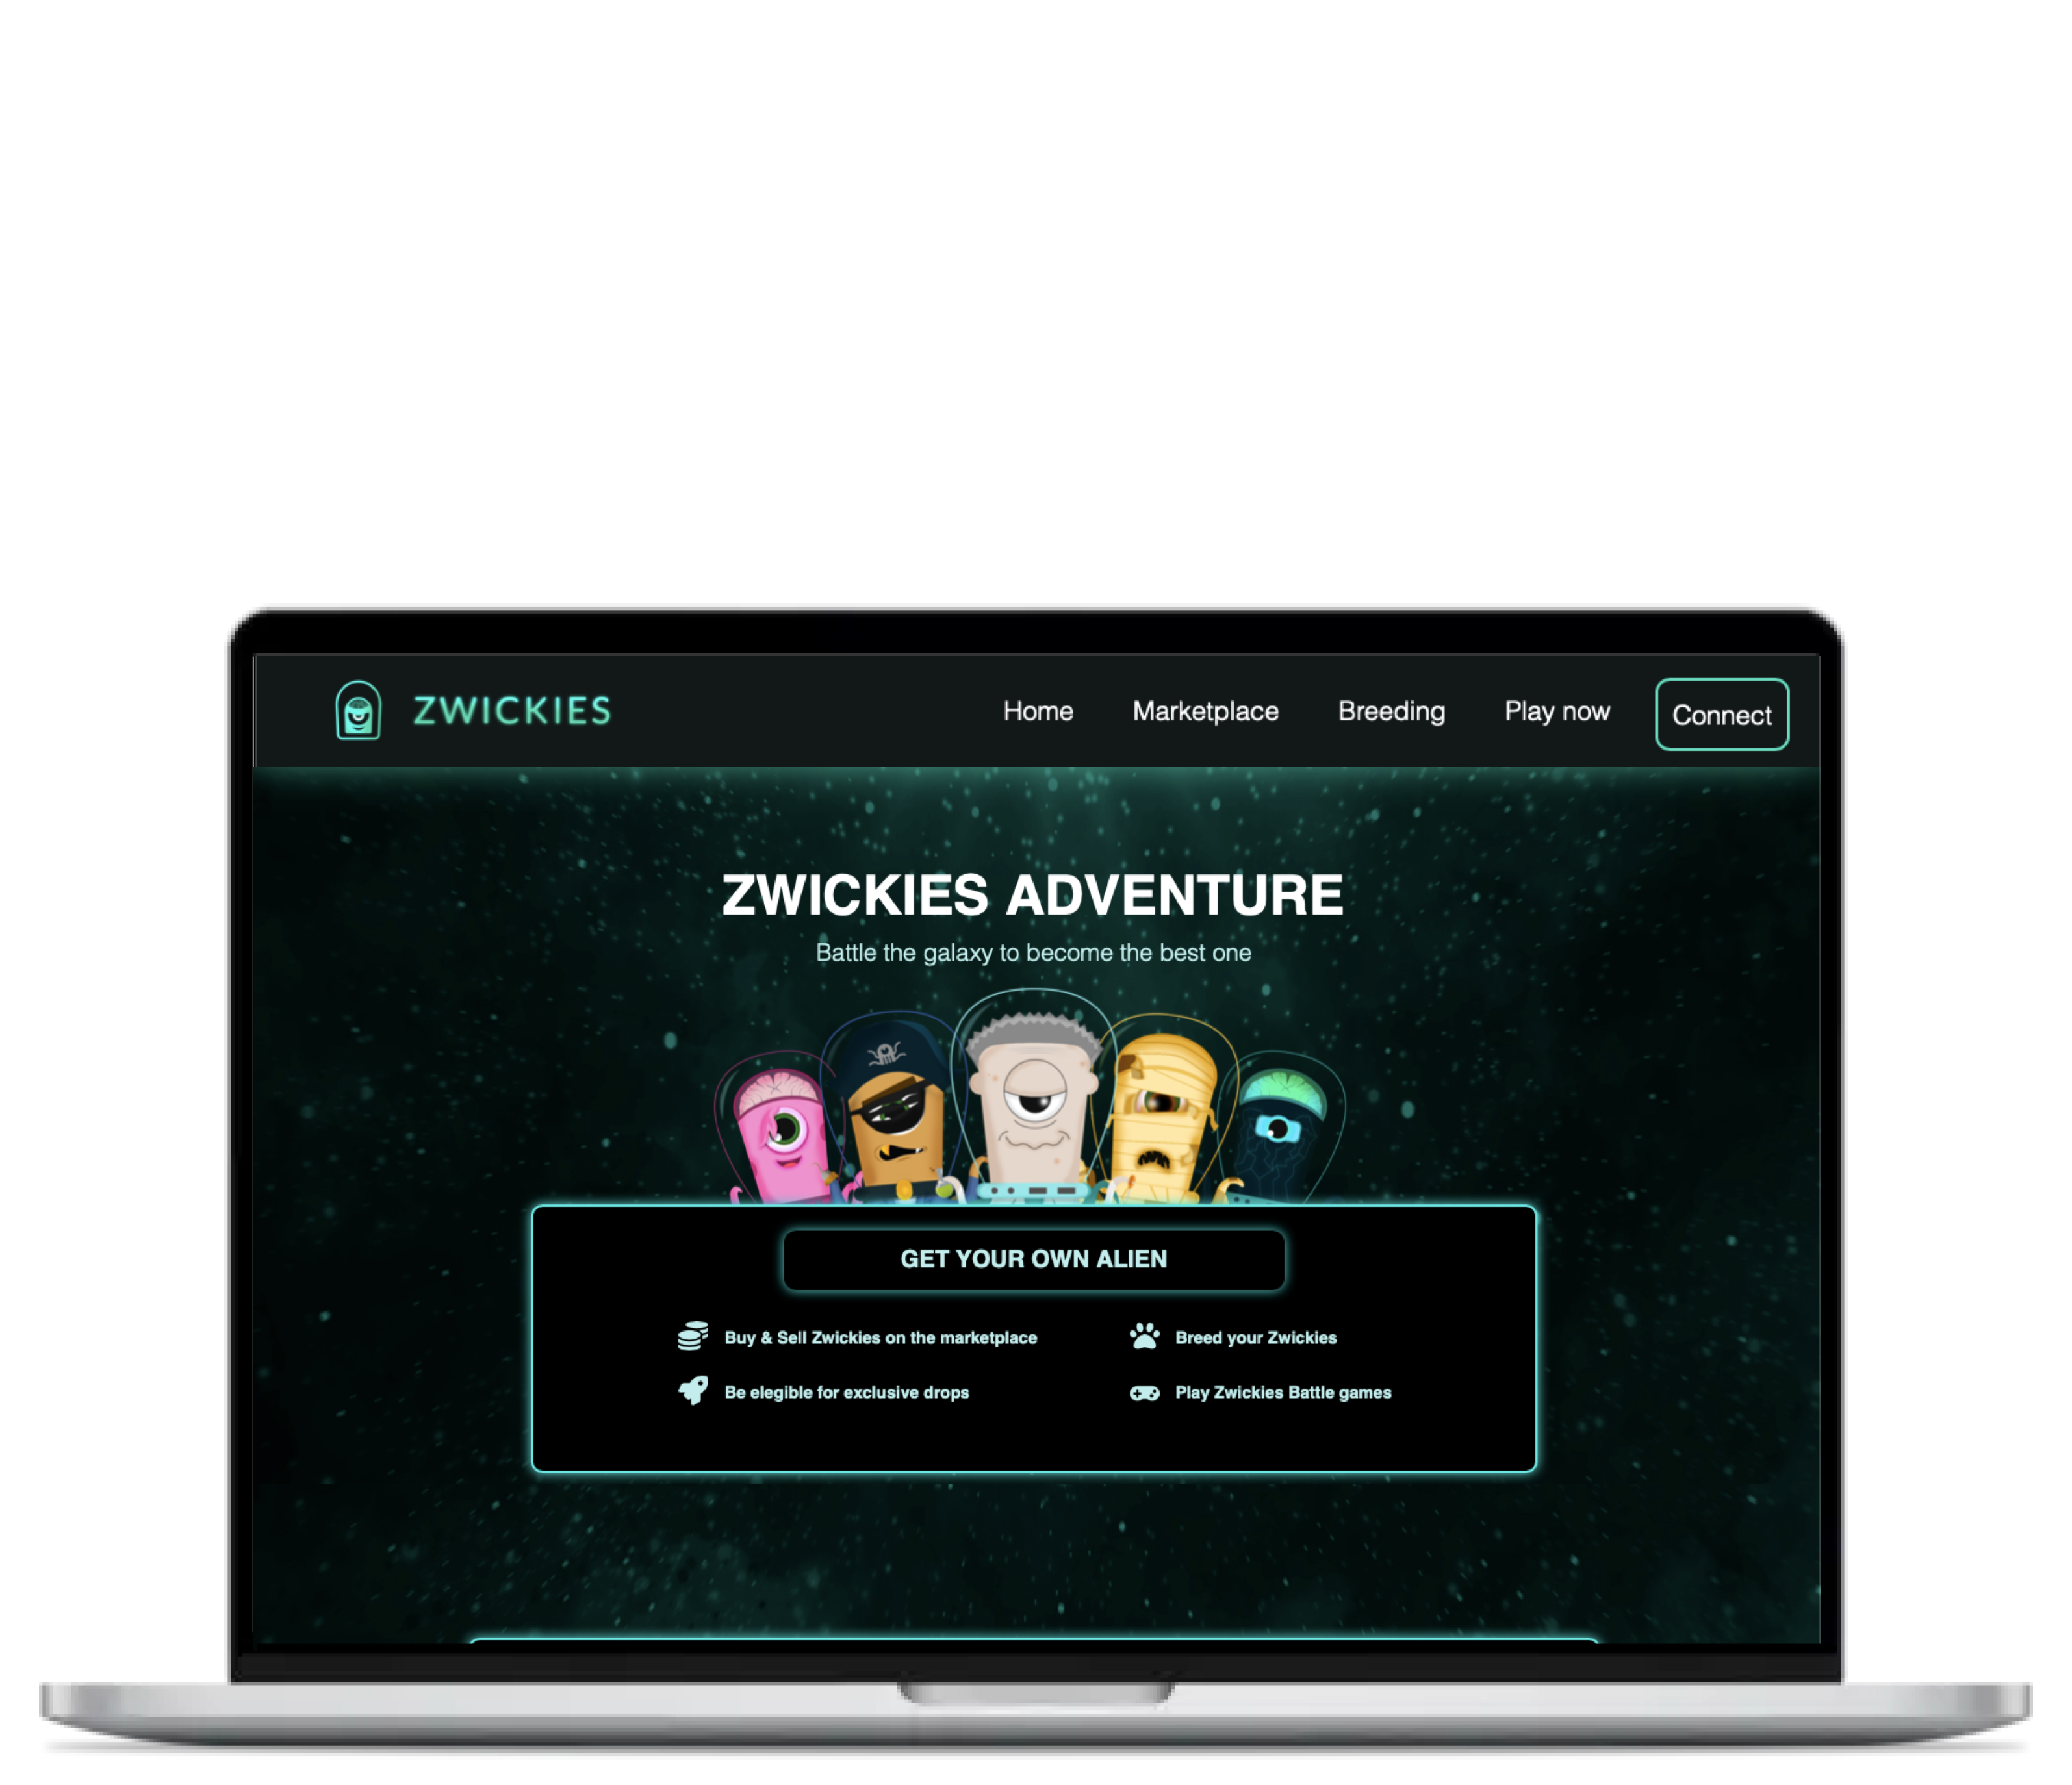 ZWICKIES
Home Marketplace Breeding Play now Connect
ZWICKIES ADVENTURE
Battle the galaxy to become the best one
GET YOUR OWN ALIEN
Buy & Sell Zwickies on the marketplace
Breed your Zwickies
Be elegible for exclusive drops
Play Zwickies Battle games